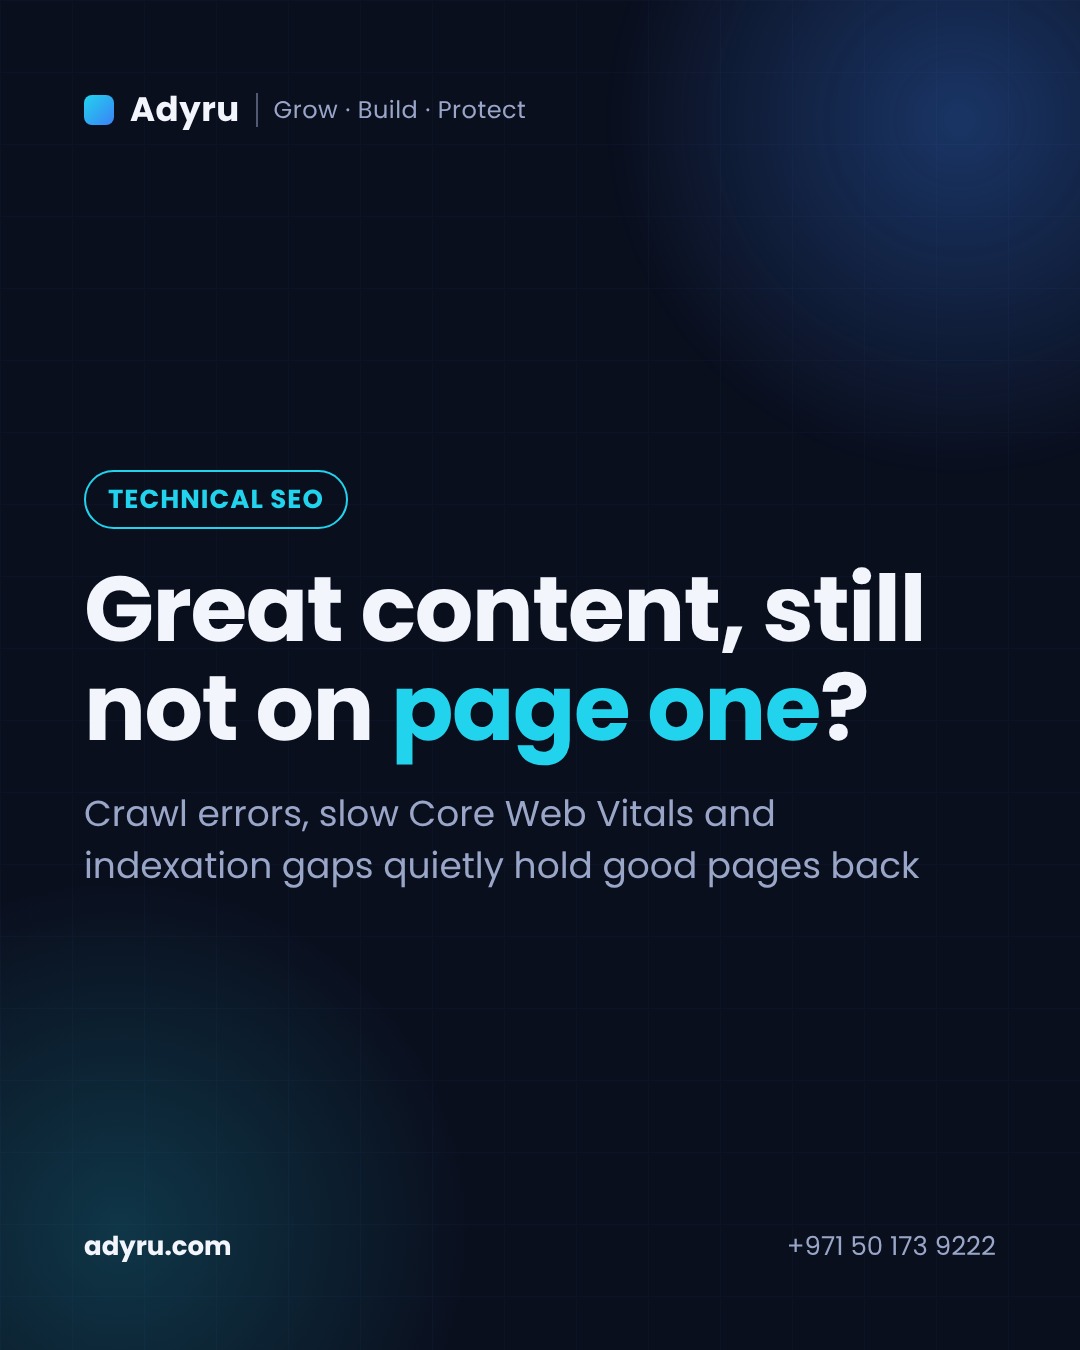 Adyru
Grow · Build · Protect
TECHNICAL SEO
Great content, still
not on page one?
Crawl errors, slow Core Web Vitals and
indexation gaps quietly hold good pages back
adyru.com
+971 50 173 9222